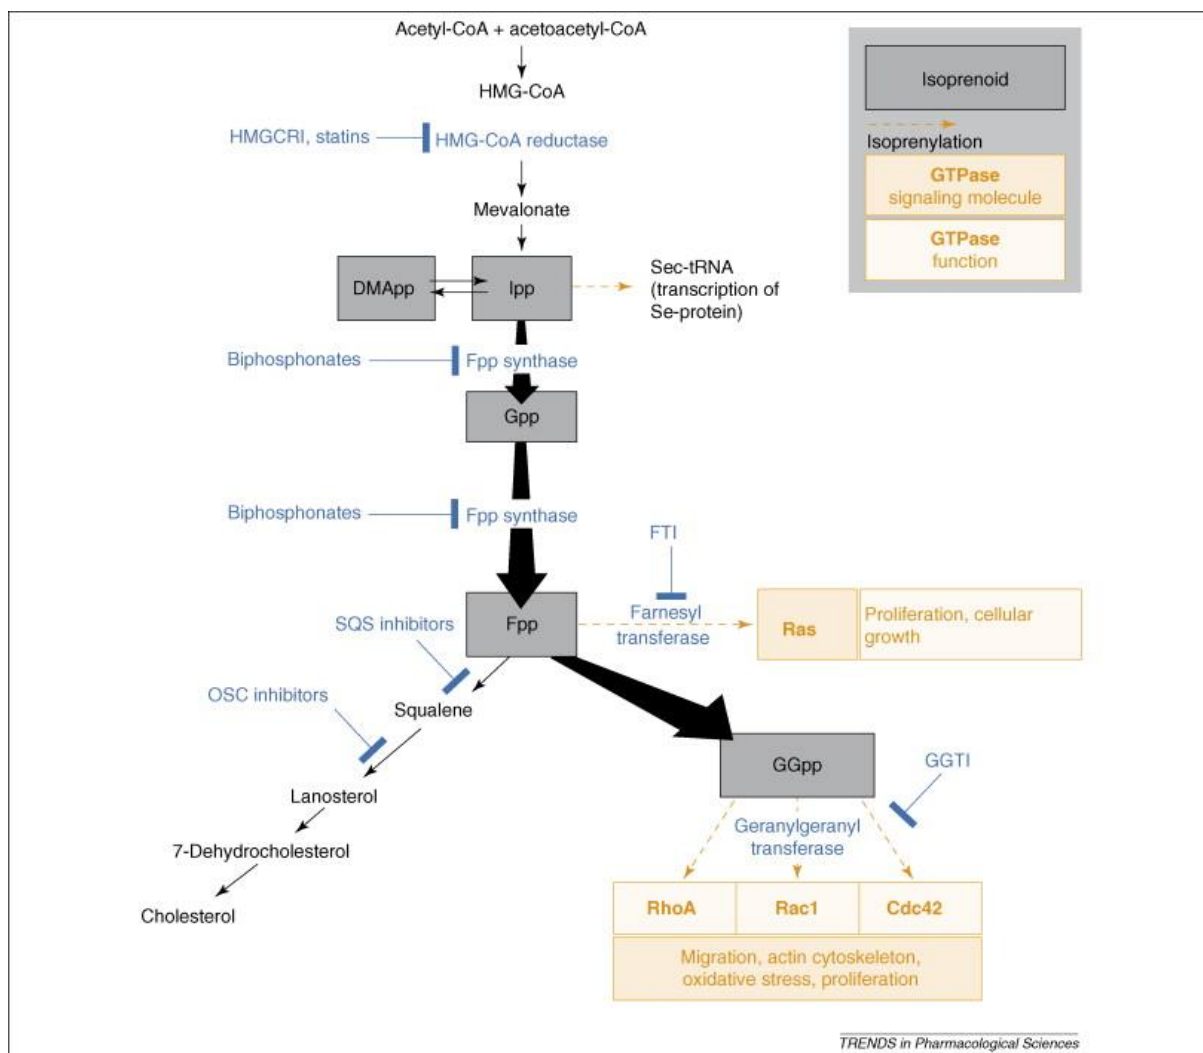 Acetyl-CoA + acetoacetyl-CoA
HMG-CoA
HMGCRI, statins
HMG-CoA reductase
Mevalonate
DMApp
Ipp
Sec-tRNA
(transcription of
Se-protein)
Biphosphonates
Fpp synthase
Gpp
Biphosphonates
Fpp synthase
FTI
Fpp
Farnesyl
transferase
Ras
Proliferation, cellular
growth
SQS inhibitors
OSC inhibitors
Squalene
Lanosterol
7-Dehydrocholesterol
Cholesterol
GGpp
GGTI
Geranylgeranyl
transferase
RhoA
Rac1
Cdc42
Migration, actin cytoskeleton,
oxidative stress, proliferation
Isoprenoid
Isoprenylation
GTPase
signaling molecule
GTPase
function
TRENDS in Pharmacological Sciences